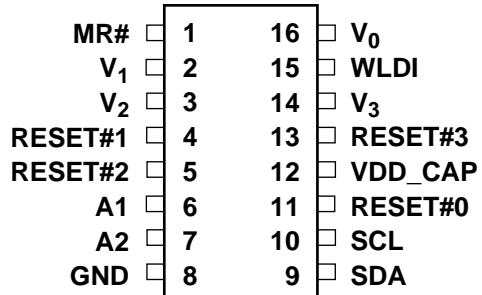 MR# 1 16 V₀
V₁ 2 15 WLDI
V₂ 3 14 V₃
RESET#1 4 13 RESET#3
RESET#2 5 12 VDD_CAP
A1 6 11 RESET#0
A2 7 10 SCL
GND 8 9 SDA